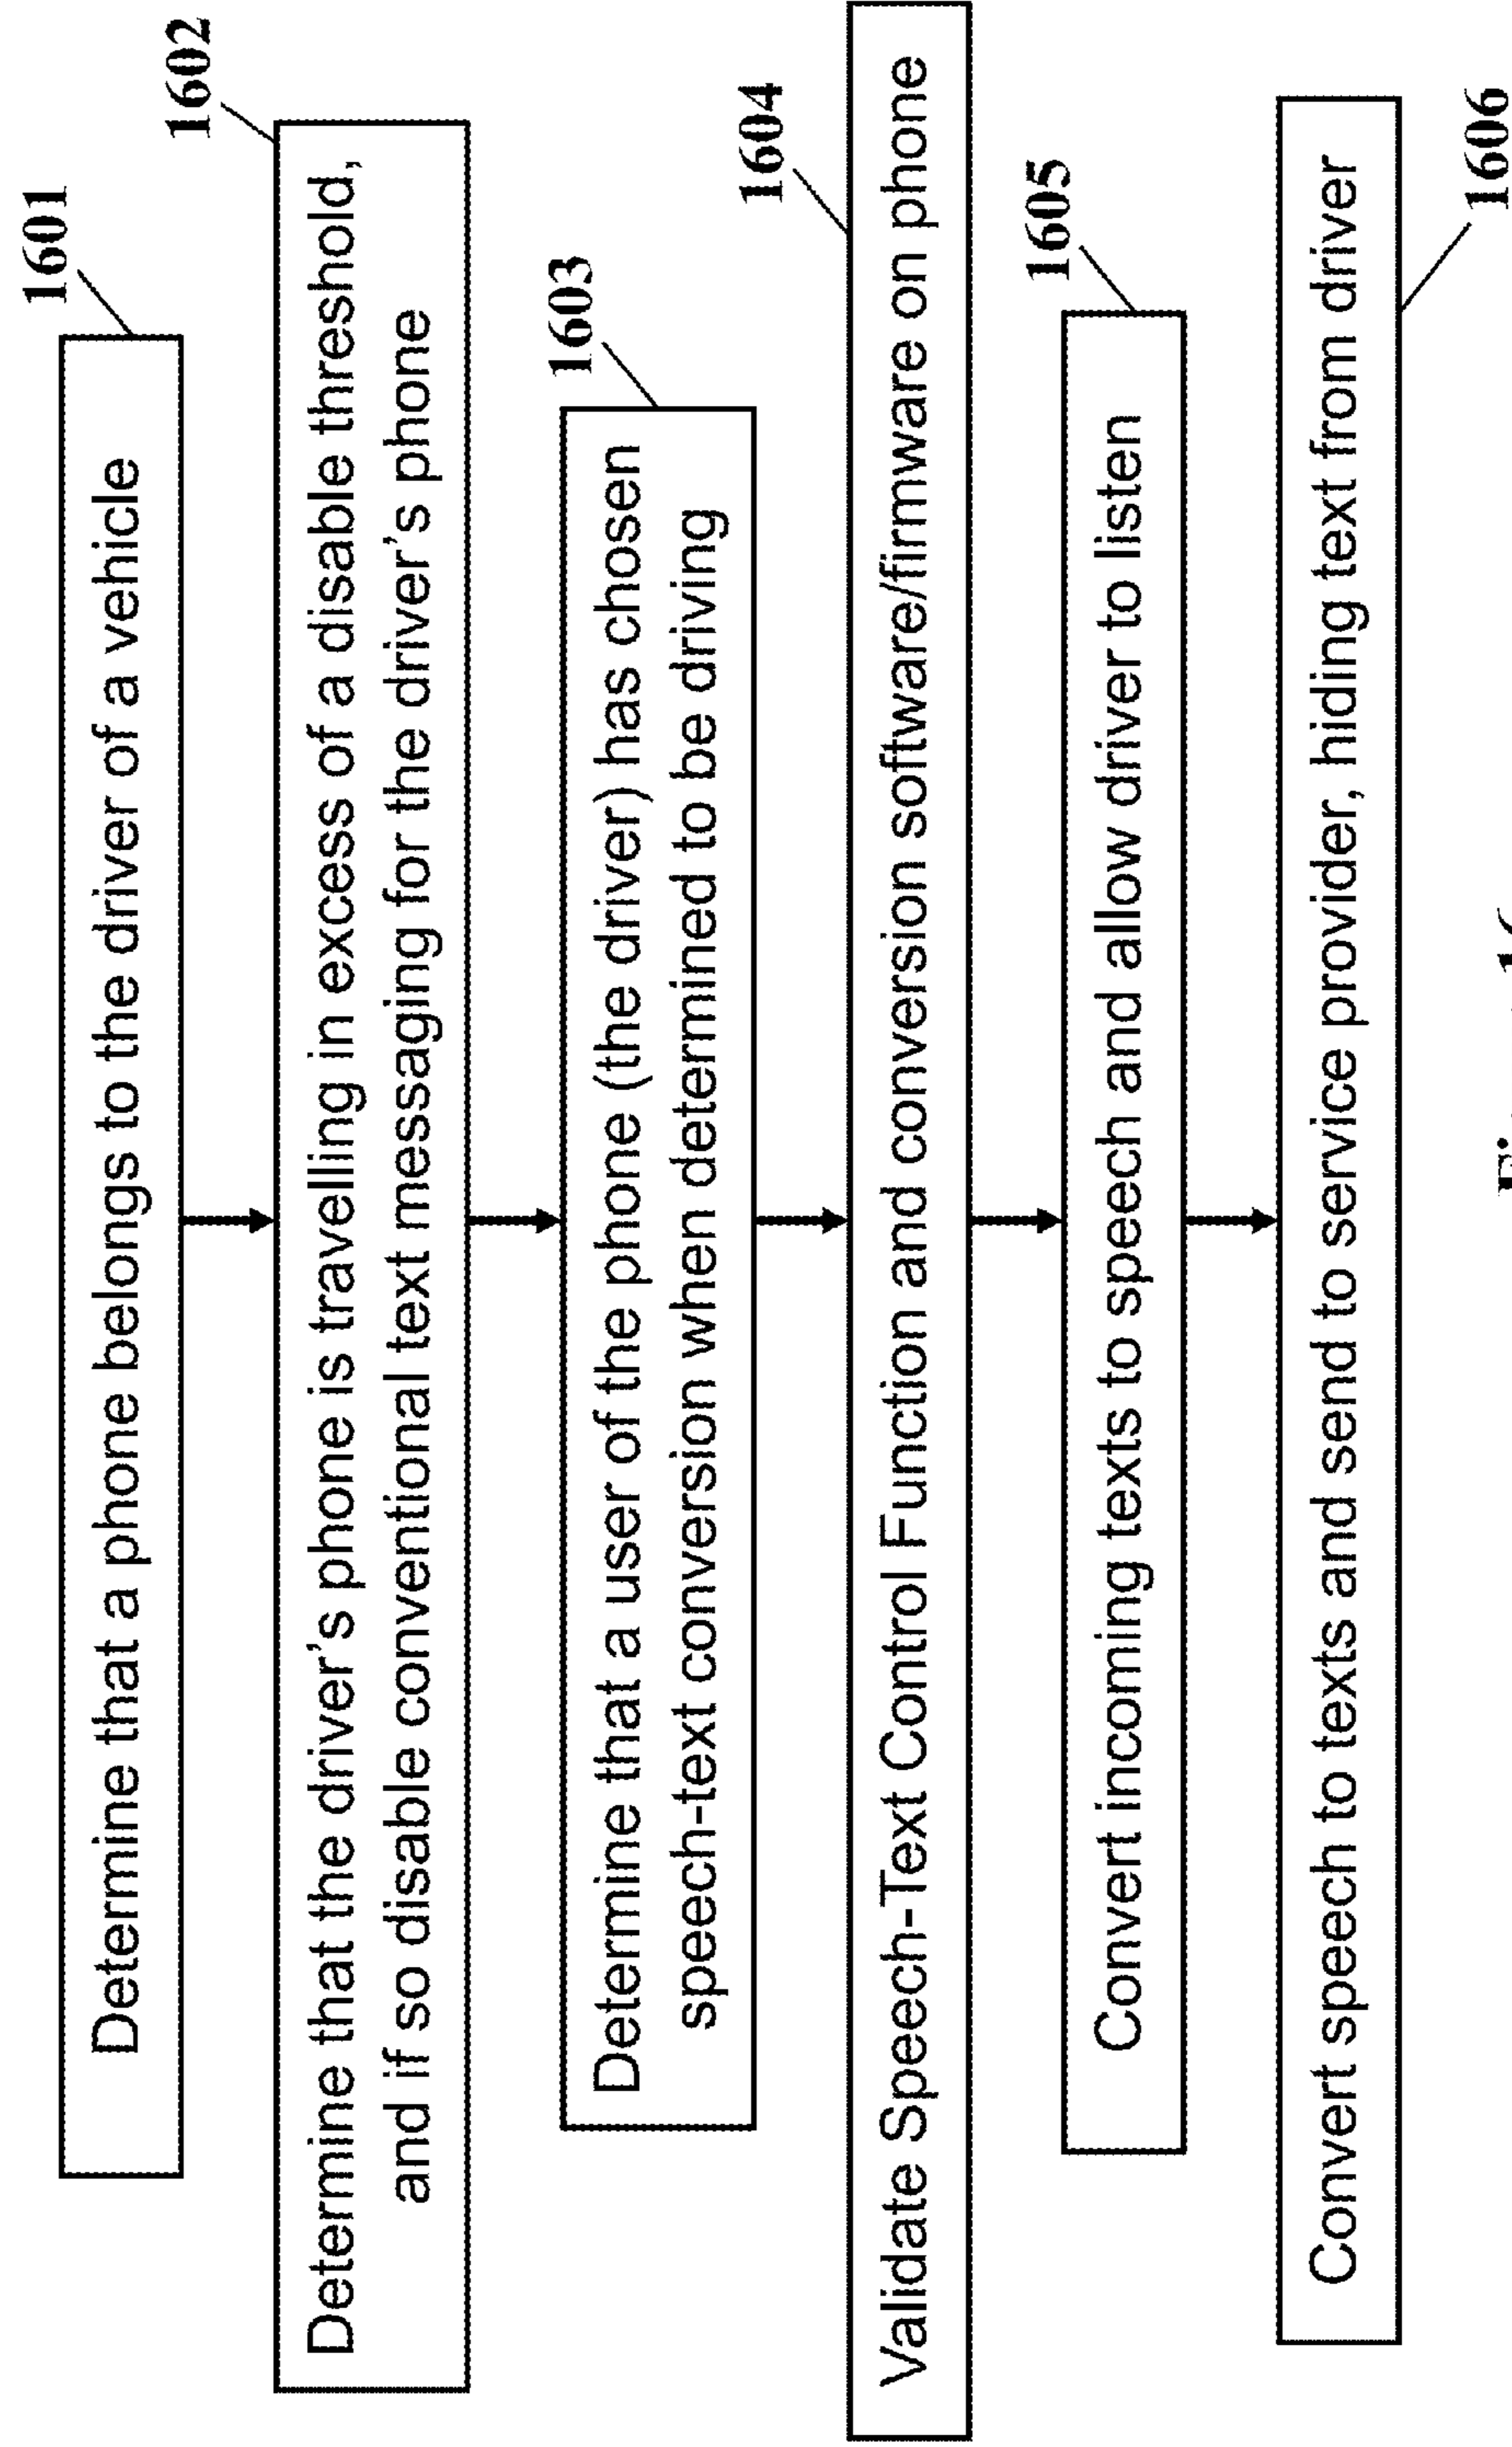 1601
Determine that a phone belongs to the driver of a vehicle
1602
Determine that the driver's phone is travelling in excess of a disable threshold,
and if so disable conventional text messaging for the driver's phone
1603
Determine that a user of the phone (the driver) has chosen
speech-text conversion when determined to be driving
1604
Validate Speech-Text Control Function and conversion software/firmware on phone
1605
Convert incoming texts to speech and allow driver to listen
Convert speech to texts and send to service provider, hiding text from driver
1606